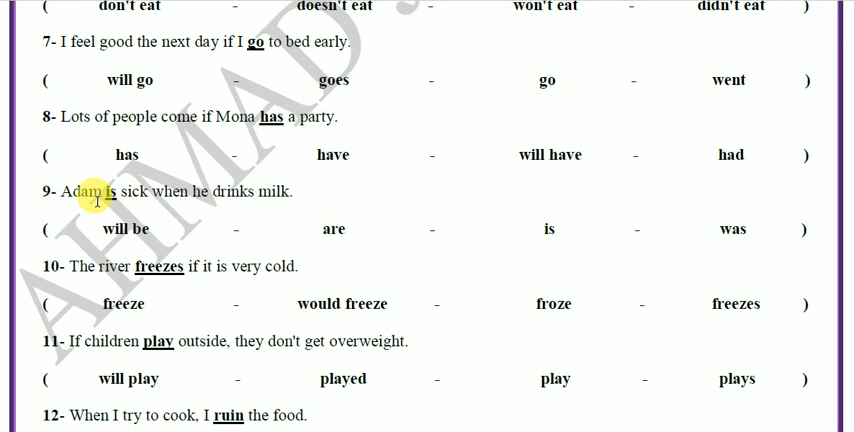 ( don't eat - doesn't eat - won't eat - didn't eat )
7- I feel good the next day if I go to bed early.
( will go - goes - go - went )
8- Lots of people come if Mona has a party.
( has - have - will have - had )
9- Adam is sick when he drinks milk.
( will be - are - is - was )
10- The river freezes if it is very cold.
( freeze - would freeze - froze - freezes )
11- If children play outside, they don't get overweight.
( will play - played - play - plays )
12- When I try to cook, I ruin the food.
AHMAD